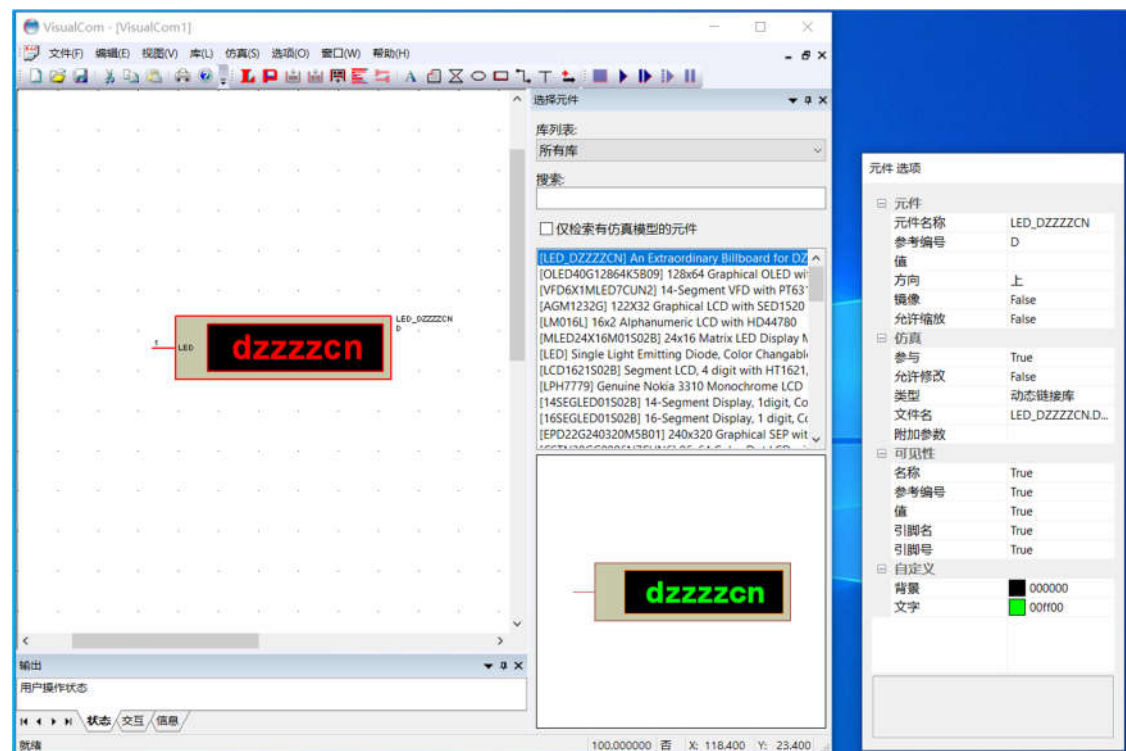 VisualCom - [VisualCom1]
文件(F) 编辑(E) 视图(V) 库(L) 仿真(S) 选项(O) 窗口(W) 帮助(H)
选择元件
库列表:
所有库
搜索:
仅检索有仿真模型的元件
[LED_DZZZZCN] An Extraordinary Billboard for DZ
[OLED40G12864K5B09] 128x64 Graphical OLED wi
[VFD6X1MLED7CUN2] 14-Segment VFD with PT63
[AGM1232G] 122X32 Graphical LCD with SED1520
[LM016L] 16x2 Alphanumeric LCD with HD44780
[MLED24X16M01S02B] 24x16 Matrix LED Display M
[LED] Single Light Emitting Diode, Color Changabl
[LCD1621S02B] Segment LCD, 4 digit with HT1621,
[LPH7779] Genuine Nokia 3310 Monochrome LCD
[14SEGLED01S02B] 14-Segment Display, 1digit, Co
[16SEGLED01S02B] 16-Segment Display, 1 digit, Co
[EPD22G240320M5B01] 240x320 Graphical SEP wit
1 LED dzzzzcn LED_DZZZZCN
D
dzzzzcn
输出
用户操作状态
状态 交互 信息
就绪 100.000000 否 X: 118.400 Y: 23.400
元件 选项
元件
元件名称 LED_DZZZZCN
参考编号 D
值
方向 上
镜像 False
允许缩放 False
仿真
参与 True
允许修改 False
类型 动态链接库
文件名 LED_DZZZZCN.D...
附加参数
可见性
名称 True
参考编号 True
值 True
引脚名 True
引脚号 True
自定义
背景 000000
文字 00ff00